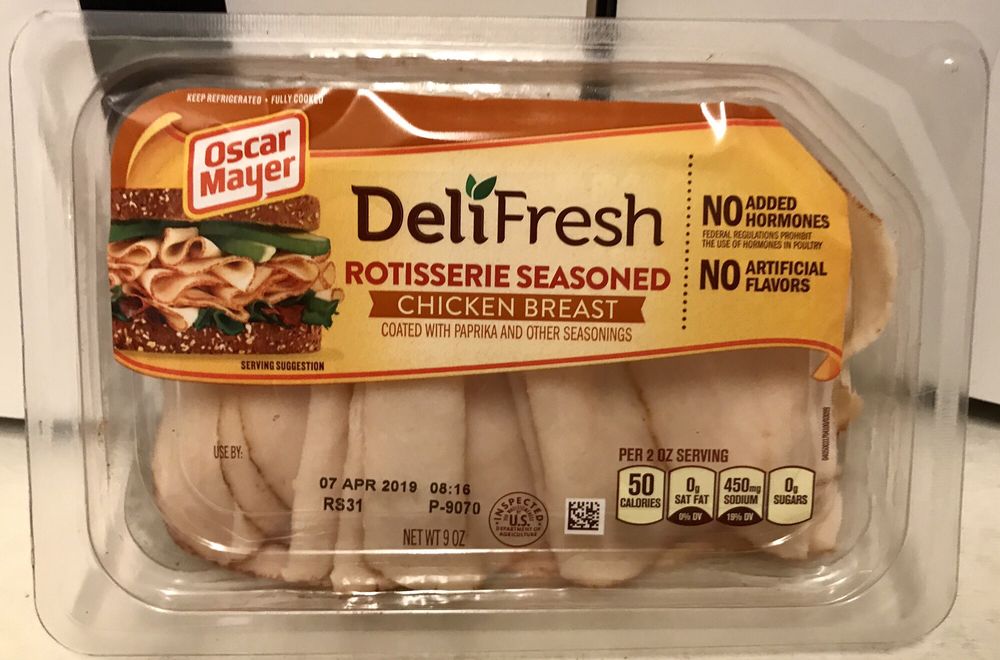 KEEP REFRIGERATED • FULLY COOKED
Oscar
Mayer
DeliFresh
ROTISSERIE SEASONED
CHICKEN BREAST
COATED WITH PAPRIKA AND OTHER SEASONINGS
SERVING SUGGESTION
NO ADDED HORMONES
FEDERAL REGULATIONS PROHIBIT
THE USE OF HORMONES IN POULTRY
NO ARTIFICIAL FLAVORS
USE BY:
07 APR 2019 08:16
RS31 P-9070
NET WT 9 OZ
INSPECTED
U.S.
DEPARTMENT OF
AGRICULTURE
PER 2 OZ SERVING
50 CALORIES
0g SAT FAT 0% DV
450mg SODIUM 19% DV
0g SUGARS